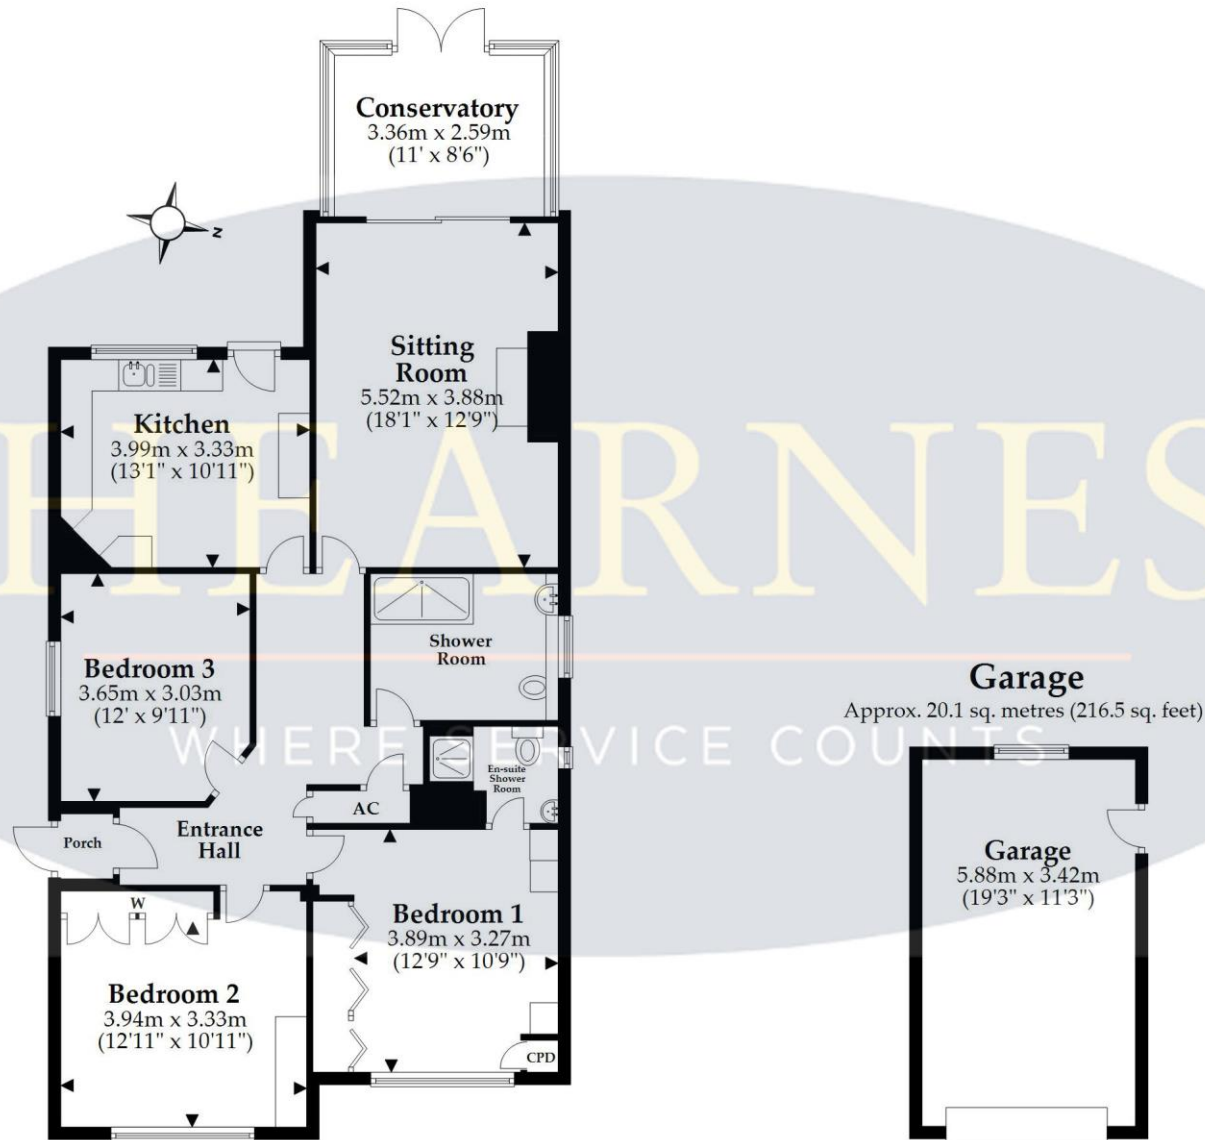 Conservatory
3.36m x 2.59m
(11' x 8'6")
N
Sitting
Room
5.52m x 3.88m
(18'1" x 12'9")
Kitchen
3.99m x 3.33m
(13'1" x 10'11")
HEARNES
Shower
Room
Bedroom 3
3.65m x 3.03m
(12' x 9'11")
Garage
Approx. 20.1 sq. metres (216.5 sq. feet)
WHERE SERVICE COUNTS
En-suite
Shower
Room
AC
Entrance
Hall
Porch
Garage
5.88m x 3.42m
(19'3" x 11'3")
W
Bedroom 1
3.89m x 3.27m
(12'9" x 10'9")
Bedroom 2
3.94m x 3.33m
(12'11" x 10'11")
CPD